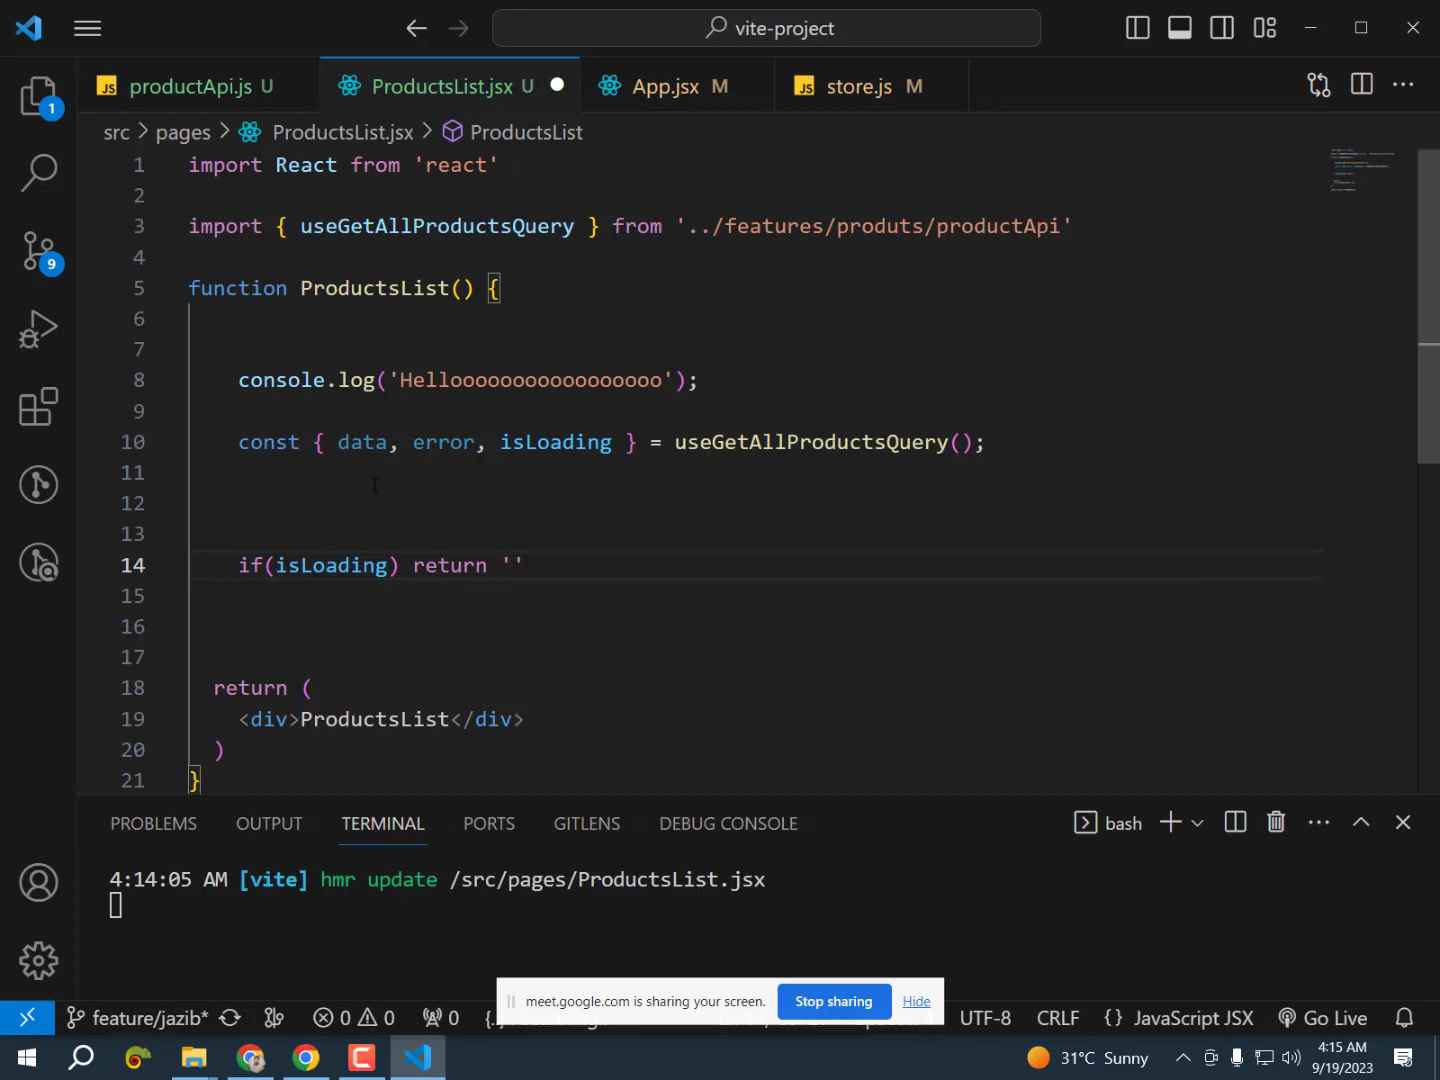 vite-project
productApi.js U
ProductsList.jsx U
App.jsx M
store.js M
src > pages > ProductsList.jsx > ProductsList
1 import React from 'react'
2
3 import { useGetAllProductsQuery } from '../features/produts/productApi'
4
5 function ProductsList() {
6
7
8 console.log('Hellooooooooooooooooo');
9
10 const { data, error, isLoading } = useGetAllProductsQuery();
11
12
13
14 if(isLoading) return ''
15
16
17
18 return (
19 <div>ProductsList</div>
20 )
21 }
1
9
PROBLEMS OUTPUT TERMINAL PORTS GITLENS DEBUG CONSOLE
bash
4:14:05 AM [vite] hmr update /src/pages/ProductsList.jsx
meet.google.com is sharing your screen. Stop sharing Hide
feature/jazib* 0 0 0 UTF-8 CRLF {} JavaScript JSX Go Live
31°C Sunny
4:15 AM
9/19/2023